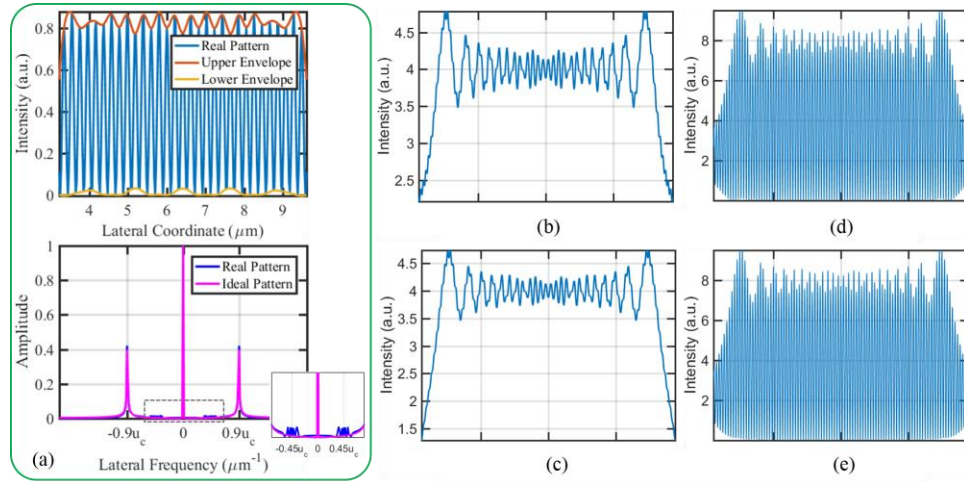 Intensity (a.u.)
0.8
0.6
0.4
0.2
0
Real Pattern
Upper Envelope
Lower Envelope
4 5 6 7 8 9
Lateral Coordinate (μm)
Amplitude
1
0.8
0.6
0.4
0.2
0
Real Pattern
Ideal Pattern
-0.9u_c 0 0.9u_c
-0.45u_c 0 0.45u_c
Lateral Frequency (μm⁻¹)
(a)
Intensity (a.u.)
4.5
4
3.5
3
2.5
(b)
Intensity (a.u.)
8
6
4
2
(d)
Intensity (a.u.)
4.5
4
3.5
3
2.5
2
1.5
(c)
Intensity (a.u.)
8
6
4
2
(e)